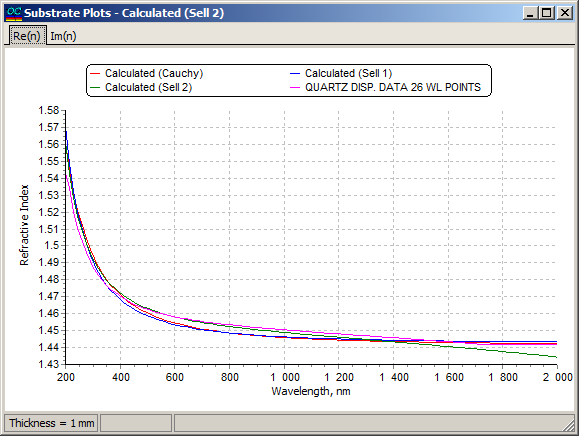 OC Substrate Plots - Calculated (Sell 2)
Re(n) Im(n)
Calculated (Cauchy) Calculated (Sell 1)
Calculated (Sell 2) QUARTZ DISP. DATA 26 WL POINTS
Refractive Index
1.58
1.56
1.55
1.54
1.53
1.52
1.51
1.5
1.49
1.48
1.47
1.46
1.45
1.44
1.43
200 400 600 800 1 000 1 200 1 400 1 600 1 800 2 000
Wavelength, nm
Thickness = 1 mm